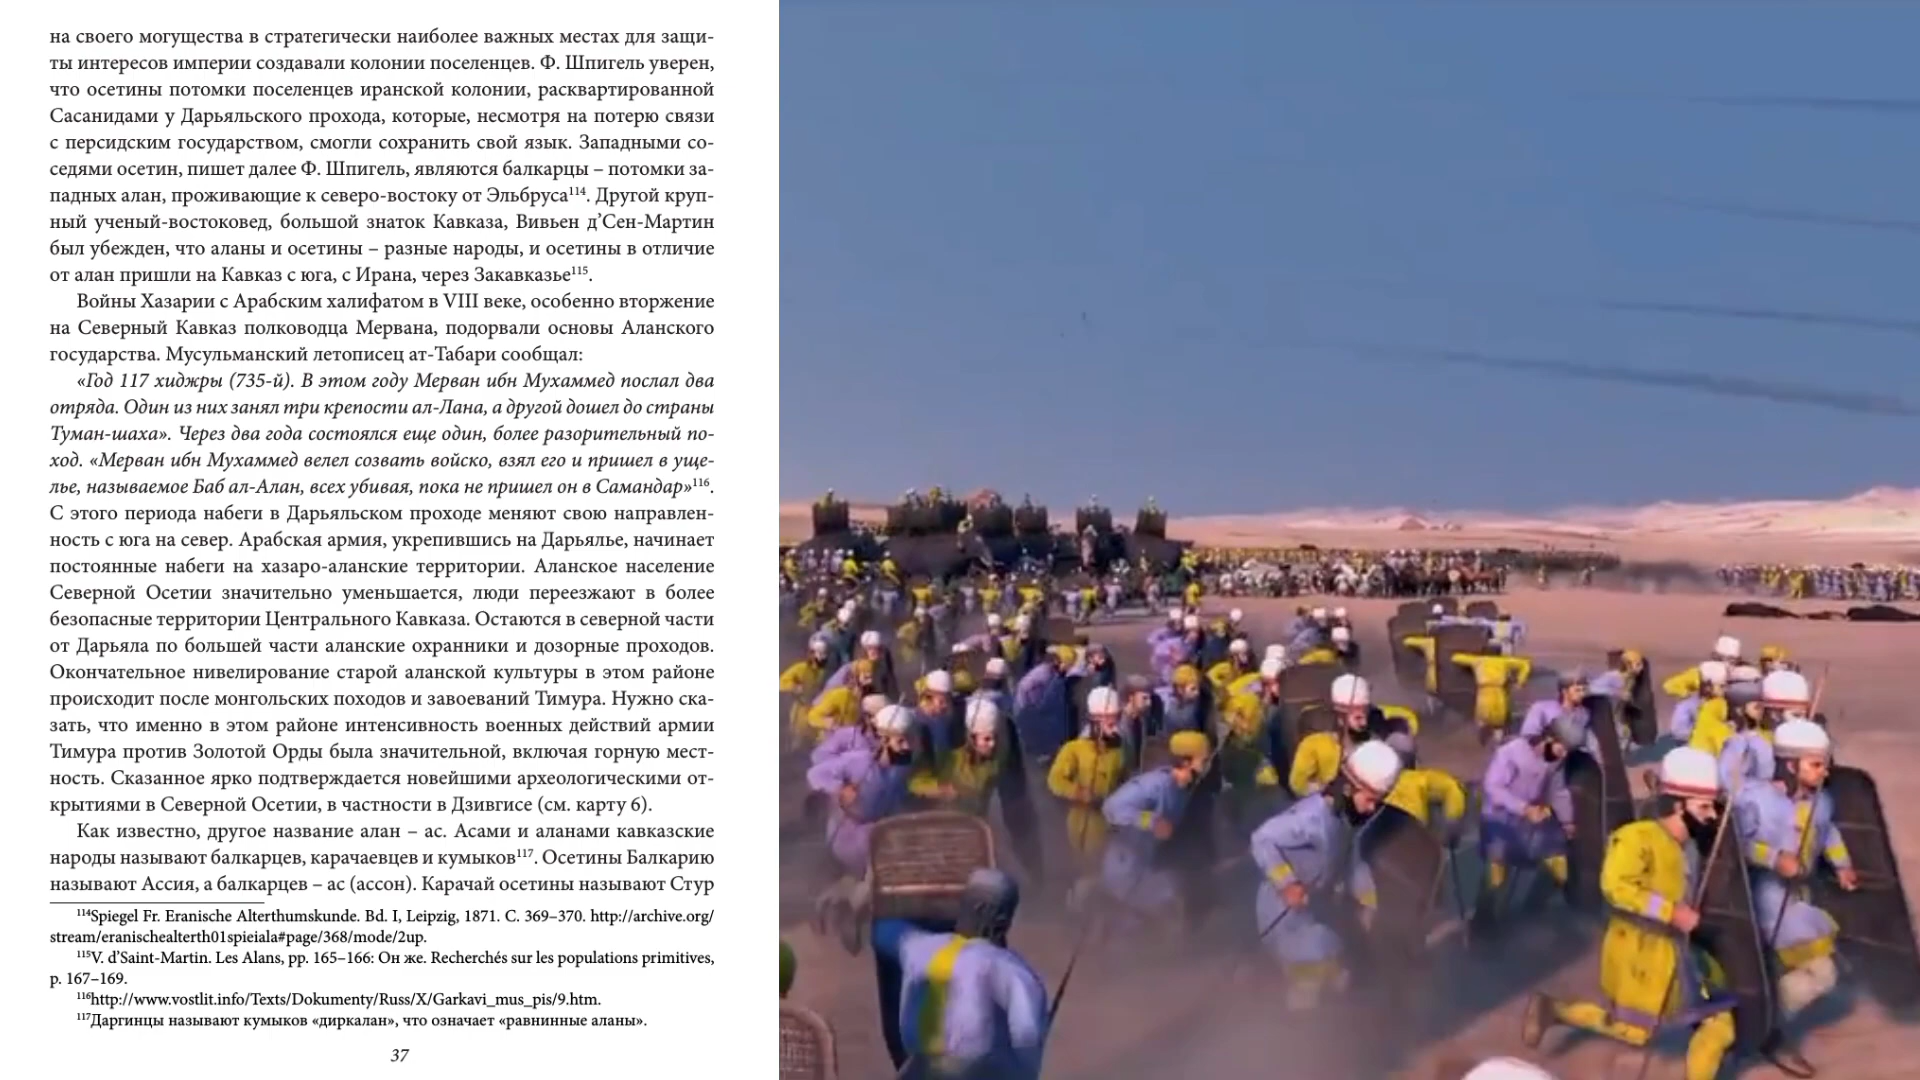 на своего могущества в стратегически наиболее важных местах для защи-
ты интересов империи создавали колонии поселенцев. Ф. Шпигель уверен,
что осетины потомки поселенцев иранской колонии, расквартированной
Сасанидами у Дарьяльского прохода, которые, несмотря на потерю связи
с персидским государством, смогли сохранить свой язык. Западными со-
седями осетин, пишет далее Ф. Шпигель, являются балкарцы – потомки за-
падных алан, проживающие к северо-востоку от Эльбруса¹¹⁴. Другой круп-
ный ученый-востоковед, большой знаток Кавказа, Вивьен д’Сен-Мартин
был убежден, что аланы и осетины – разные народы, и осетины в отличие
от алан пришли на Кавказ с юга, с Ирана, через Закавказье¹¹⁵.
Войны Хазарии с Арабским халифатом в VIII веке, особенно вторжение
на Северный Кавказ полководца Мервана, подорвали основы Аланского
государства. Мусульманский летописец ат-Табари сообщал:
«Год 117 хиджры (735-й). В этом году Мерван ибн Мухаммед послал два
отряда. Один из них занял три крепости ал-Лана, а другой дошел до страны
Туман-шаха». Через два года состоялся еще один, более разорительный по-
ход. «Мерван ибн Мухаммед велел созвать войско, взял его и пришел в уще-
лье, называемое Баб ал-Алан, всех убивая, пока не пришел он в Самандар»¹¹⁶.
С этого периода набеги в Дарьяльском проходе меняют свою направлен-
ность с юга на север. Арабская армия, укрепившись на Дарьялье, начинает
постоянные набеги на хазаро-аланские территории. Аланское население
Северной Осетии значительно уменьшается, люди переезжают в более
безопасные территории Центрального Кавказа. Остаются в северной части
от Дарьяла по большей части аланские охранники и дозорные проходов.
Окончательное нивелирование старой аланской культуры в этом районе
происходит после монгольских походов и завоеваний Тимура. Нужно ска-
зать, что именно в этом районе интенсивность военных действий армии
Тимура против Золотой Орды была значительной, включая горную мест-
ность. Сказанное ярко подтверждается новейшими археологическими от-
крытиями в Северной Осетии, в частности в Дзивгисе (см. карту 6).
Как известно, другое название алан – ас. Асами и аланами кавказские
народы называют балкарцев, карачаевцев и кумыков¹¹⁷. Осетины Балкарию
называют Ассия, а балкарцев – ас (ассон). Карачай осетины называют Стур
¹¹⁴Spiegel Fr. Eranische Alterthumskunde. Bd. I, Leipzig, 1871. С. 369–370. http://archive.org/
stream/eranischealterth01spieiala#page/368/mode/2up.
¹¹⁵V. d’Saint-Martin. Les Alans, pp. 165–166: Он же. Recherchés sur les populations primitives,
p. 167–169.
¹¹⁶http://www.vostlit.info/Texts/Dokumenty/Russ/X/Garkavi_mus_pis/9.htm.
¹¹⁷Даргинцы называют кумыков «диркалан», что означает «равнинные аланы».
37